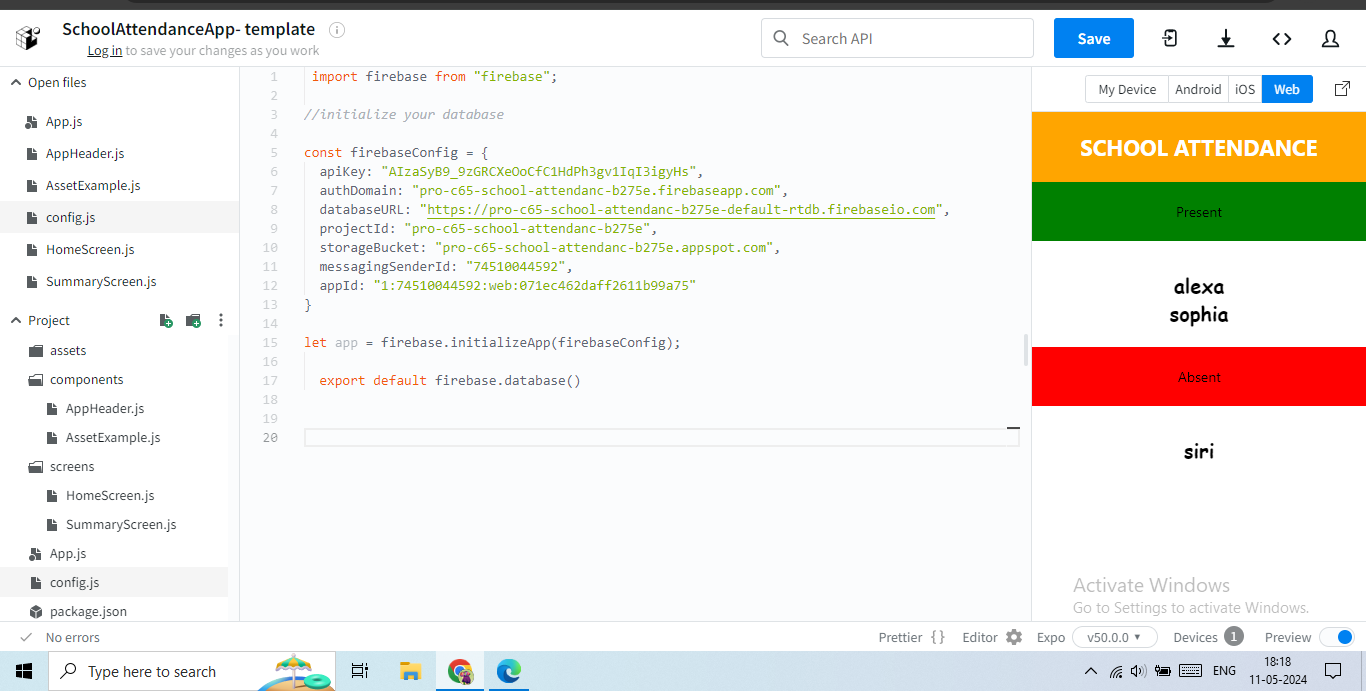 SchoolAttendanceApp- template
Log in to save your changes as you work
Search API
Save
Open files
App.js
AppHeader.js
AssetExample.js
config.js
HomeScreen.js
SummaryScreen.js
Project
assets
components
AppHeader.js
AssetExample.js
screens
HomeScreen.js
SummaryScreen.js
App.js
config.js
package.json
1 import firebase from "firebase";
2
3 //initialize your database
4
5 const firebaseConfig = {
6 apiKey: "AIzaSyB9_9zGRCXeOoCfC1HdPh3gv1IqI3igyHs",
7 authDomain: "pro-c65-school-attendanc-b275e.firebaseapp.com",
8 databaseURL: "https://pro-c65-school-attendanc-b275e-default-rtdb.firebaseio.com",
9 projectId: "pro-c65-school-attendanc-b275e",
10 storageBucket: "pro-c65-school-attendanc-b275e.appspot.com",
11 messagingSenderId: "74510044592",
12 appId: "1:74510044592:web:071ec462daff2611b99a75"
13 }
14
15 let app = firebase.initializeApp(firebaseConfig);
16
17 export default firebase.database()
18
19
20
My Device Android iOS Web
SCHOOL ATTENDANCE
Present
alexa
sophia
Absent
siri
Activate Windows
Go to Settings to activate Windows.
No errors
Prettier { } Editor Expo v50.0.0 Devices 1 Preview
Type here to search
ENG
18:18
11-05-2024